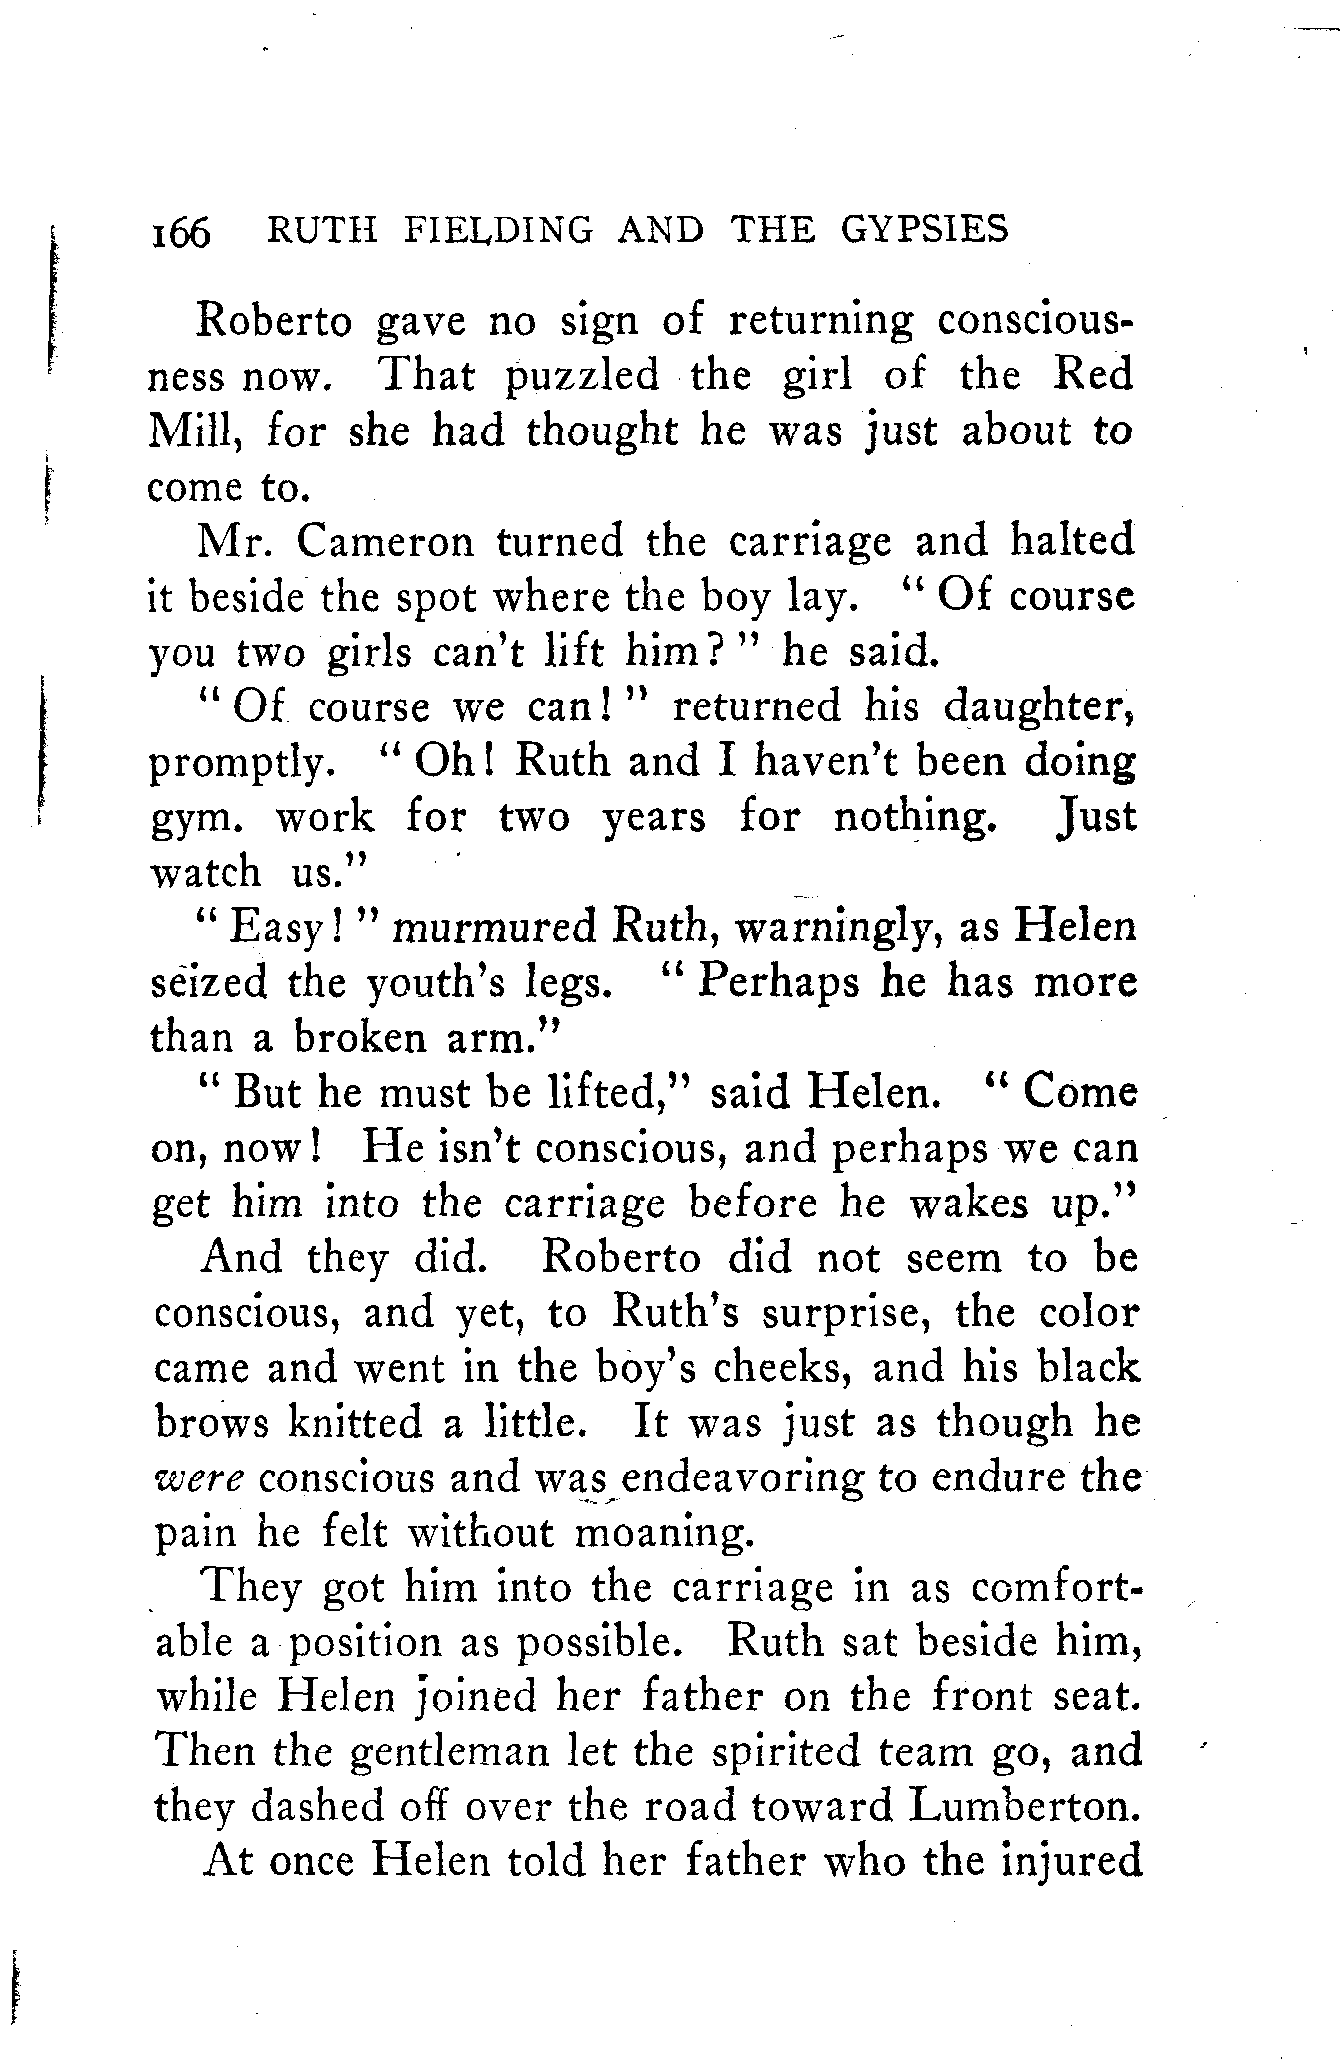 166 RUTH FIELDING AND THE GYPSIES
Roberto gave no sign of returning conscious-
ness now. That puzzled the girl of the Red
Mill, for she had thought he was just about to
come to.
Mr. Cameron turned the carriage and halted
it beside the spot where the boy lay. " Of course
you two girls can't lift him? " he said.
" Of course we can! " returned his daughter,
promptly. " Oh! Ruth and I haven't been doing
gym. work for two years for nothing. Just
watch us."
" Easy! " murmured Ruth, warningly, as Helen
seized the youth's legs. " Perhaps he has more
than a broken arm."
" But he must be lifted," said Helen. " Come
on, now! He isn't conscious, and perhaps we can
get him into the carriage before he wakes up."
And they did. Roberto did not seem to be
conscious, and yet, to Ruth's surprise, the color
came and went in the boy's cheeks, and his black
brows knitted a little. It was just as though he
were conscious and was endeavoring to endure the
pain he felt without moaning.
They got him into the carriage in as comfort-
able a position as possible. Ruth sat beside him,
while Helen joined her father on the front seat.
Then the gentleman let the spirited team go, and
they dashed off over the road toward Lumberton.
At once Helen told her father who the injured